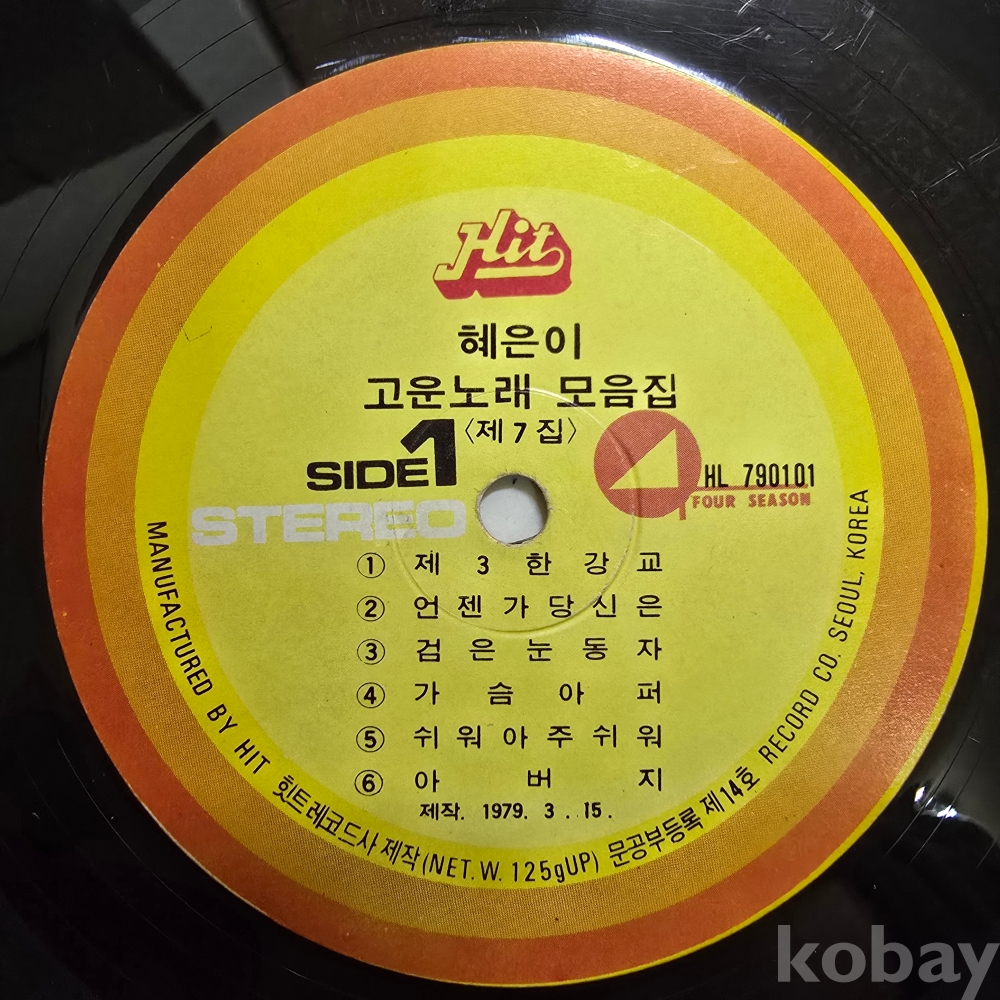 Hit
혜은이
고운노래 모음집
〈제7집〉
SIDE 1
STEREO
4
HL 790101
FOUR SEASON
① 제3한강교
② 언젠가당신은
③ 검은눈동자
④ 가슴아퍼
⑤ 쉬워아주쉬워
⑥ 아버지
제작. 1979. 3. 15.
MANUFACTURED BY HIT RECORD CO. SEOUL, KOREA
힛트레코드사 제작 (NET. W. 125gUP) 문공부등록 제14호
kobay